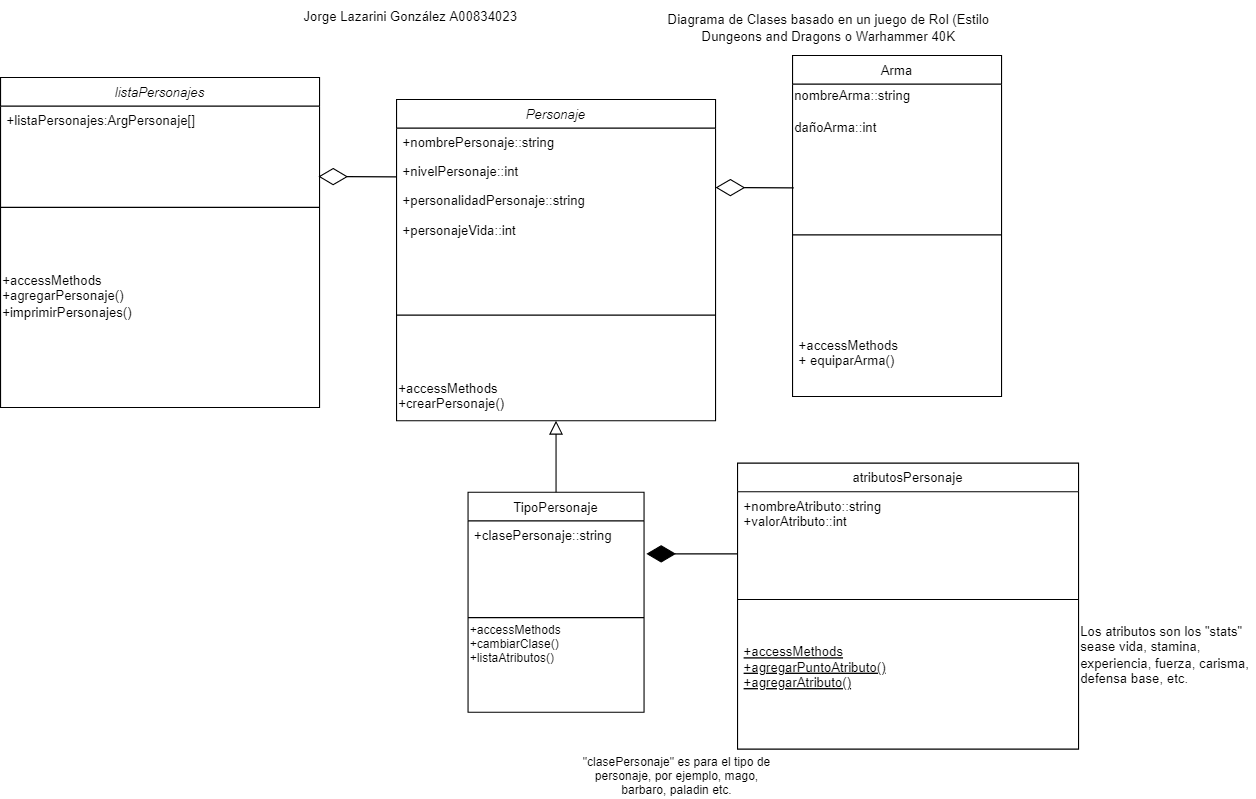 Jorge Lazarini González A00834023
Diagrama de Clases basado en un juego de Rol (Estilo
Dungeons and Dragons o Warhammer 40K
listaPersonajes
+listaPersonajes:ArgPersonaje[]
+accessMethods
+agregarPersonaje()
+imprimirPersonajes()
Personaje
+nombrePersonaje::string
+nivelPersonaje::int
+personalidadPersonaje::string
+personajeVida::int
+accessMethods
+crearPersonaje()
Arma
nombreArma::string
dañoArma::int
+accessMethods
+ equiparArma()
TipoPersonaje
+clasePersonaje::string
+accessMethods
+cambiarClase()
+listaAtributos()
atributosPersonaje
+nombreAtributo::string
+valorAtributo::int
+accessMethods
+agregarPuntoAtributo()
+agregarAtributo()
Los atributos son los "stats"
sease vida, stamina,
experiencia, fuerza, carisma,
defensa base, etc.
"clasePersonaje" es para el tipo de
personaje, por ejemplo, mago,
barbaro, paladin etc.